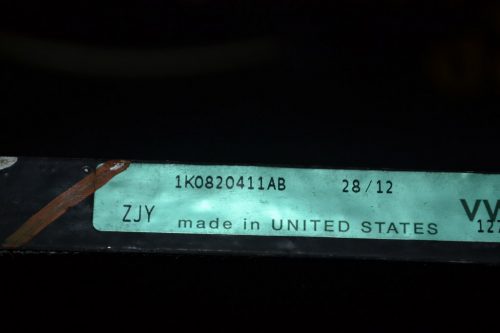 1K0820411AB 28/12
ZJY made in UNITED STATES